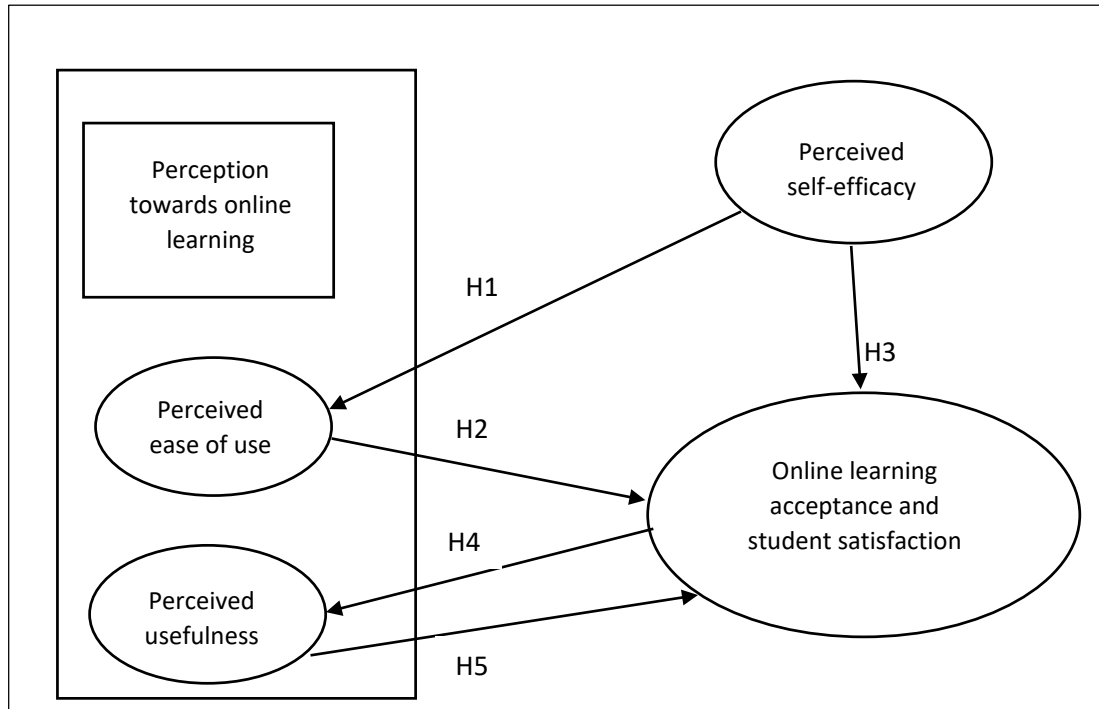 Perception
towards online
learning
Perceived
self-efficacy
H1
H3
Perceived
ease of use
H2
Online learning
acceptance and
student satisfaction
H4
Perceived
usefulness
H5